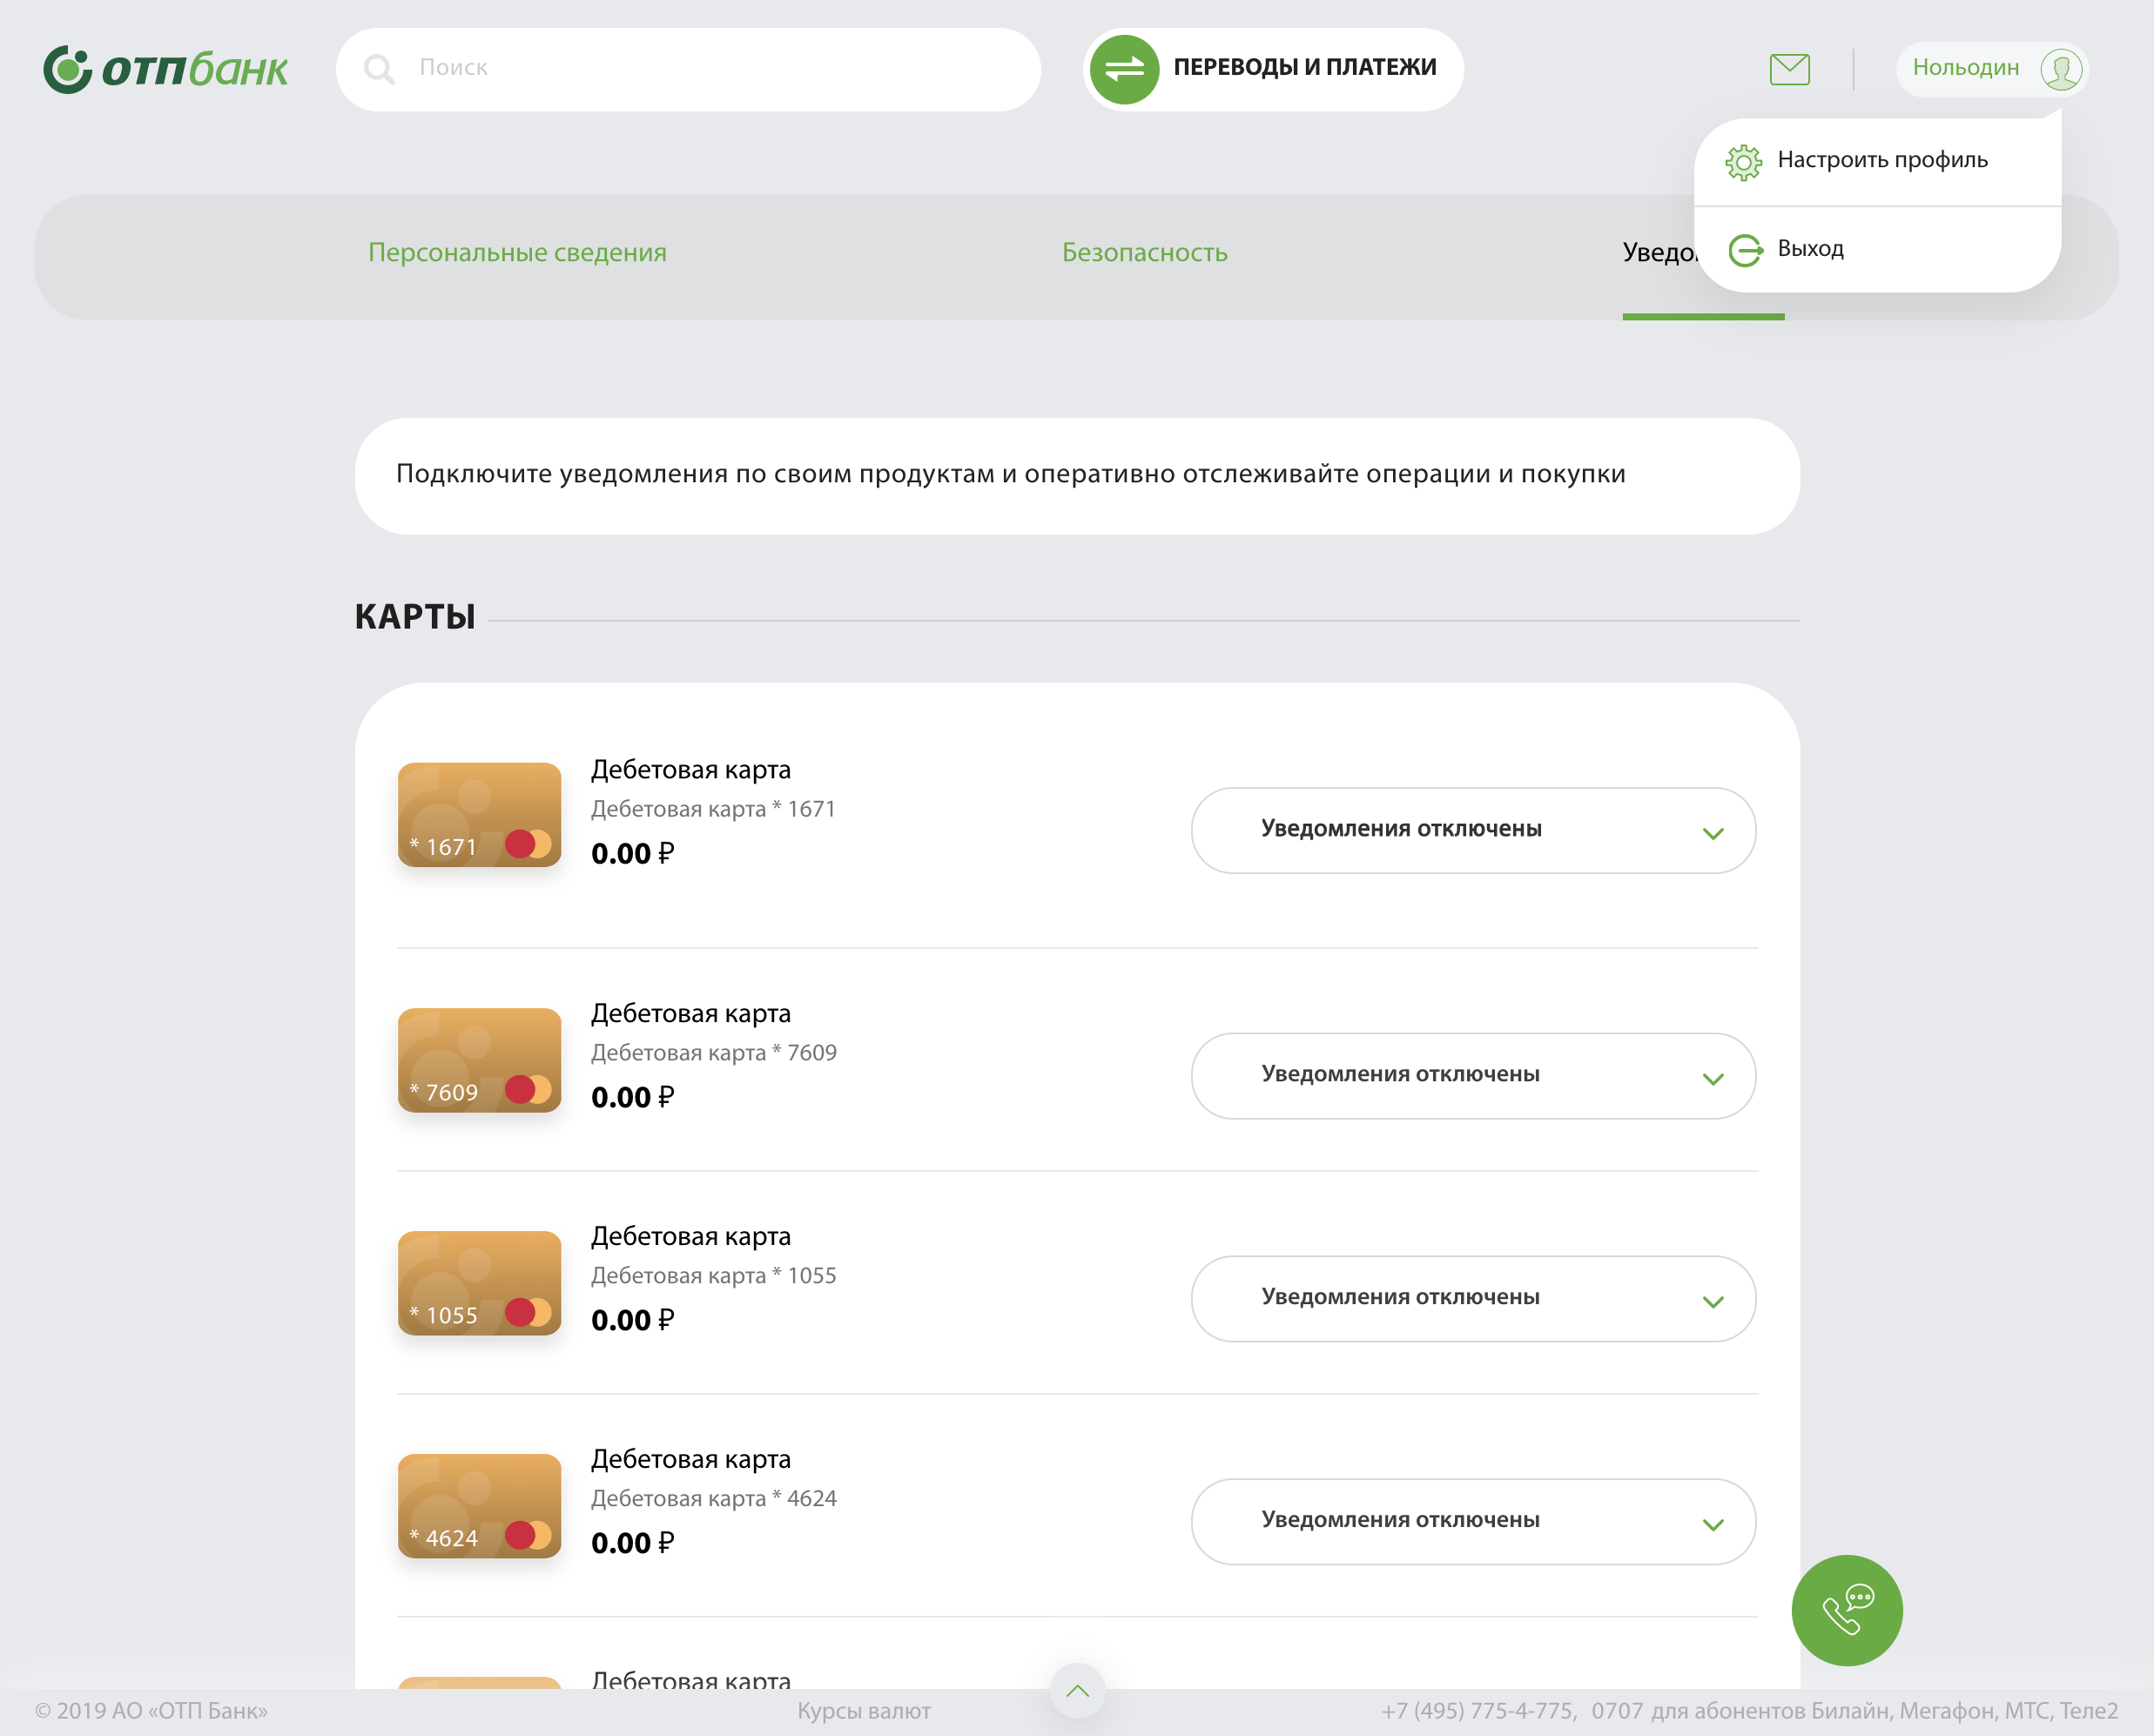 ОТПбанк
Поиск
ПЕРЕВОДЫ И ПЛАТЕЖИ
Нольодин
Настроить профиль
Выход
Персональные сведения
Безопасность
Подключите уведомления по своим продуктам и оперативно отслеживайте операции и покупки
КАРТЫ
* 1671
Дебетовая карта
Дебетовая карта * 1671
0.00 ₽
Уведомления отключены
* 7609
Дебетовая карта
Дебетовая карта * 7609
0.00 ₽
Уведомления отключены
* 1055
Дебетовая карта
Дебетовая карта * 1055
0.00 ₽
Уведомления отключены
* 4624
Дебетовая карта
Дебетовая карта * 4624
0.00 ₽
Уведомления отключены
Дебетовая карта
© 2019 АО «ОТП Банк»
Курсы валют
+7 (495) 775-4-775, 0707 для абонентов Билайн, Мегафон, МТС, Теле2